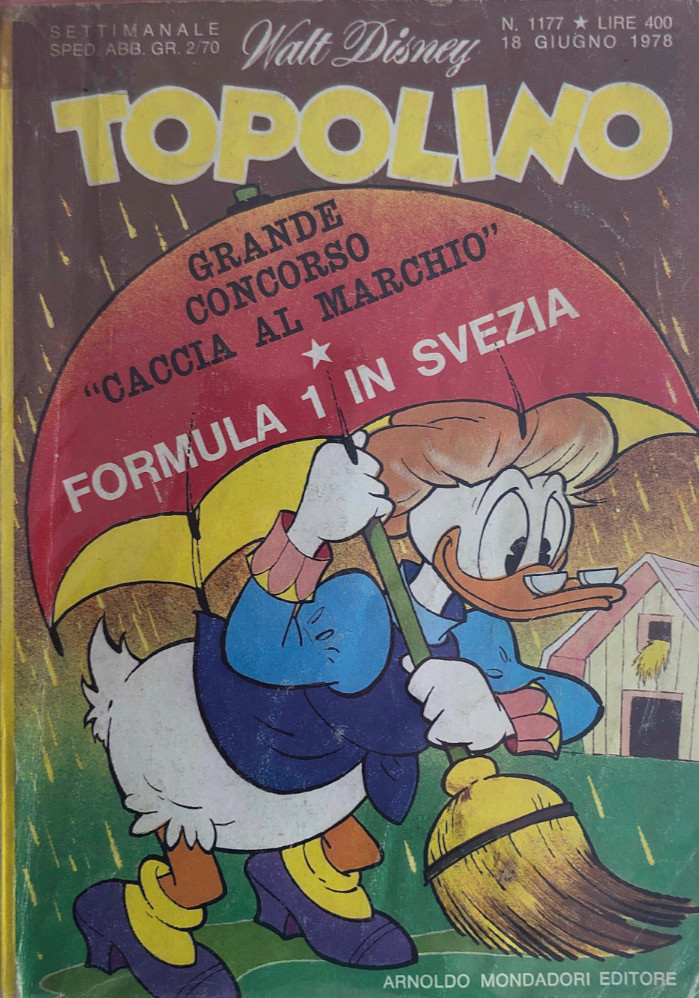 SETTIMANALE
SPED. ABB. GR. 2/70
Walt Disney
N. 1177 ★ LIRE 400
18 GIUGNO 1978
TOPOLINO
GRANDE
CONCORSO
"CACCIA AL MARCHIO"
★
FORMULA 1 IN SVEZIA
ARNOLDO MONDADORI EDITORE